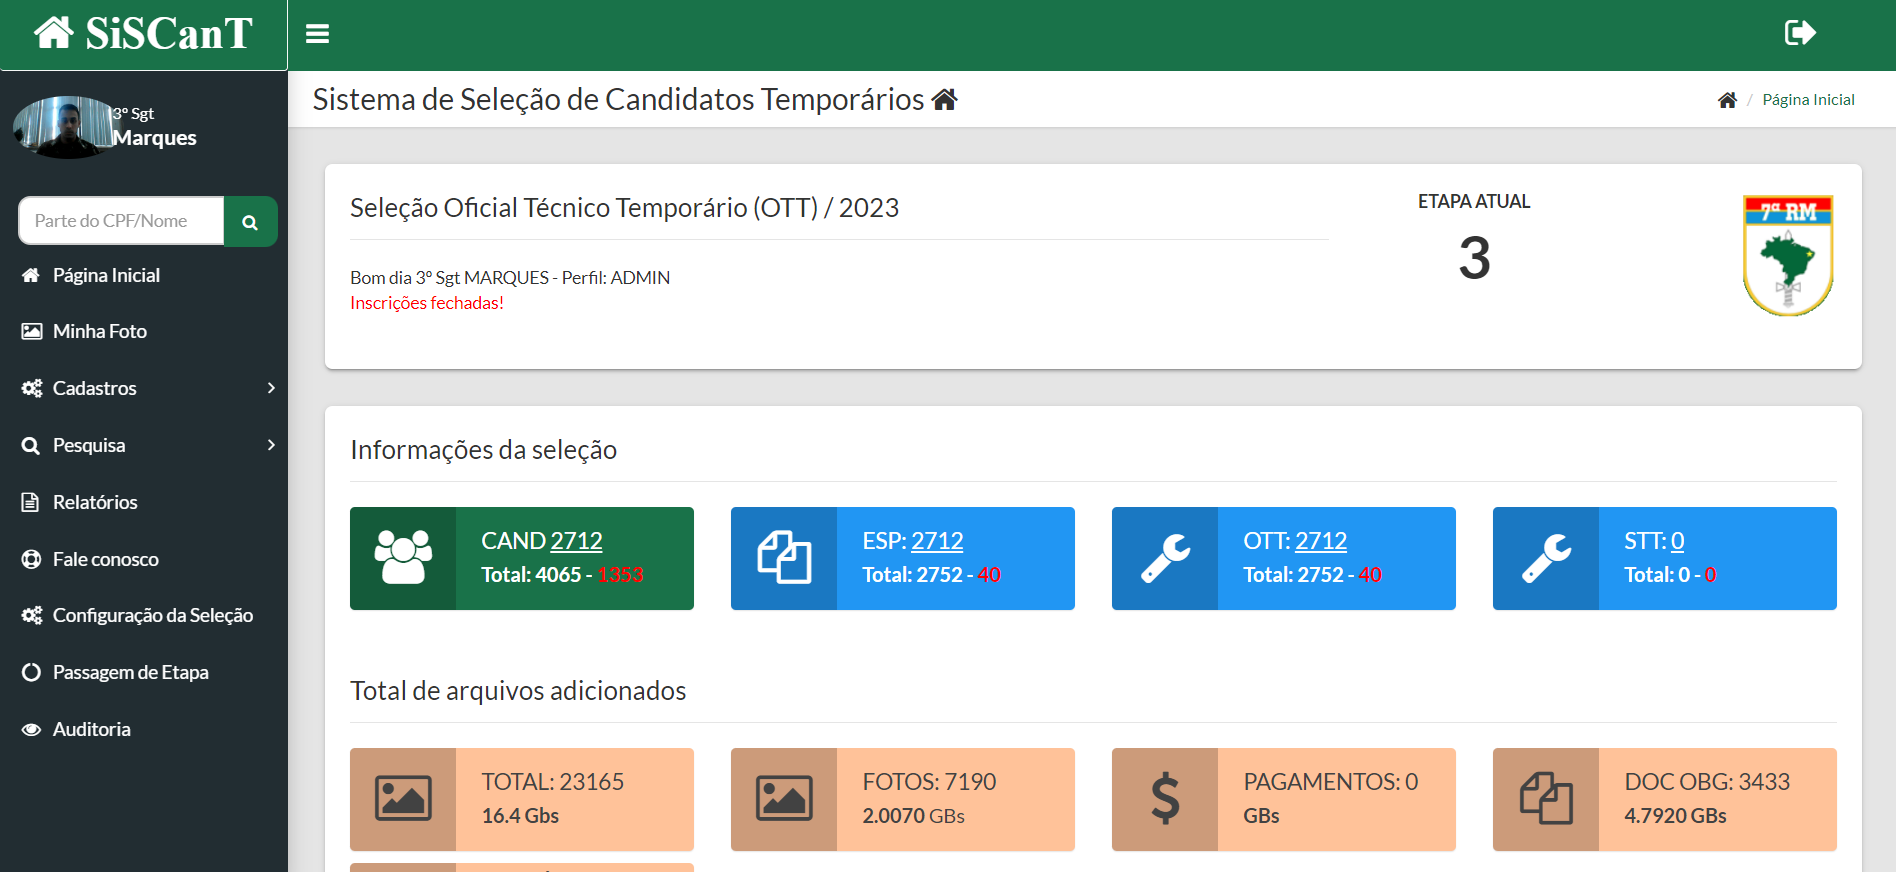 SiSCanT
Sistema de Seleção de Candidatos Temporários
/ Página Inicial
3º Sgt
Marques
Parte do CPF/Nome
Página Inicial
Minha Foto
Cadastros
Pesquisa
Relatórios
Fale conosco
Configuração da Seleção
Passagem de Etapa
Auditoria
Seleção Oficial Técnico Temporário (OTT) / 2023
Bom dia 3º Sgt MARQUES - Perfil: ADMIN
Inscrições fechadas!
ETAPA ATUAL
3
7ª RM
Informações da seleção
CAND 2712
Total: 4065 - 1353
ESP: 2712
Total: 2752 - 40
OTT: 2712
Total: 2752 - 40
STT: 0
Total: 0 - 0
Total de arquivos adicionados
TOTAL: 23165
16.4 Gbs
FOTOS: 7190
2.0070 GBs
PAGAMENTOS: 0
GBs
DOC OBG: 3433
4.7920 GBs